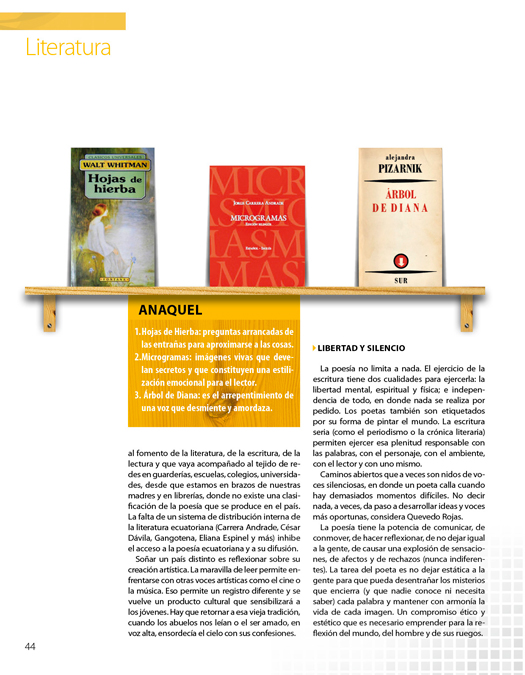 Literatura
CLÁSICOS UNIVERSALES
WALT WHITMAN
Hojas de
hierba
JORGE CARRERA ANDRADE
MICROGRAMAS
alejandra
PIZARNIK
ÁRBOL
DE DIANA
SUR
ANAQUEL
1. Hojas de Hierba: preguntas arrancadas de
las entrañas para aproximarse a las cosas.
2. Microgramas: imágenes vivas que deve-
lan secretos y que constituyen una estili-
zación emocional para el lector.
3. Árbol de Diana: es el arrepentimiento de
una voz que desmiente y amordaza.
al fomento de la literatura, de la escritura, de la
lectura y que vaya acompañado al tejido de re-
des en guarderías, escuelas, colegios, universida-
des, desde que estamos en brazos de nuestras
madres y en librerías, donde no existe una clasi-
ficación de la poesía que se produce en el país.
La falta de un sistema de distribución interna de
la literatura ecuatoriana (Carrera Andrade, César
Dávila, Gangotena, Eliana Espinel y más) inhibe
el acceso a la poesía ecuatoriana y a su difusión.
Soñar un país distinto es reflexionar sobre su
creación artística. La maravilla de leer permite en-
frentarse con otras voces artísticas como el cine o
la música. Eso permite un registro diferente y se
vuelve un producto cultural que sensibilizará a
los jóvenes. Hay que retornar a esa vieja tradición,
cuando los abuelos nos leían o el ser amado, en
voz alta, ensordecía el cielo con sus confesiones.
LIBERTAD Y SILENCIO
La poesía no limita a nada. El ejercicio de la
escritura tiene dos cualidades para ejercerla: la
libertad mental, espiritual y física; e indepen-
dencia de todo, en donde nada se realiza por
pedido. Los poetas también son etiquetados
por su forma de pintar el mundo. La escritura
seria (como el periodismo o la crónica literaria)
permiten ejercer esa plenitud responsable con
las palabras, con el personaje, con el ambiente,
con el lector y con uno mismo.
Caminos abiertos que a veces son nidos de vo-
ces silenciosas, en donde un poeta calla cuando
hay demasiados momentos difíciles. No decir
nada, a veces, da paso a desarrollar ideas y voces
más oportunas, considera Quevedo Rojas.
La poesía tiene la potencia de comunicar, de
conmover, de hacer reflexionar, de no dejar igual
a la gente, de causar una explosión de sensacio-
nes, de afectos y de rechazos (nunca indiferen-
tes). La tarea del poeta es no dejar estática a la
gente para que pueda desentrañar los misterios
que encierra (y que nadie conoce ni necesita
saber) cada palabra y mantener con armonía la
vida de cada imagen. Un compromiso ético y
estético que es necesario emprender para la re-
flexión del mundo, del hombre y de sus ruegos.
44